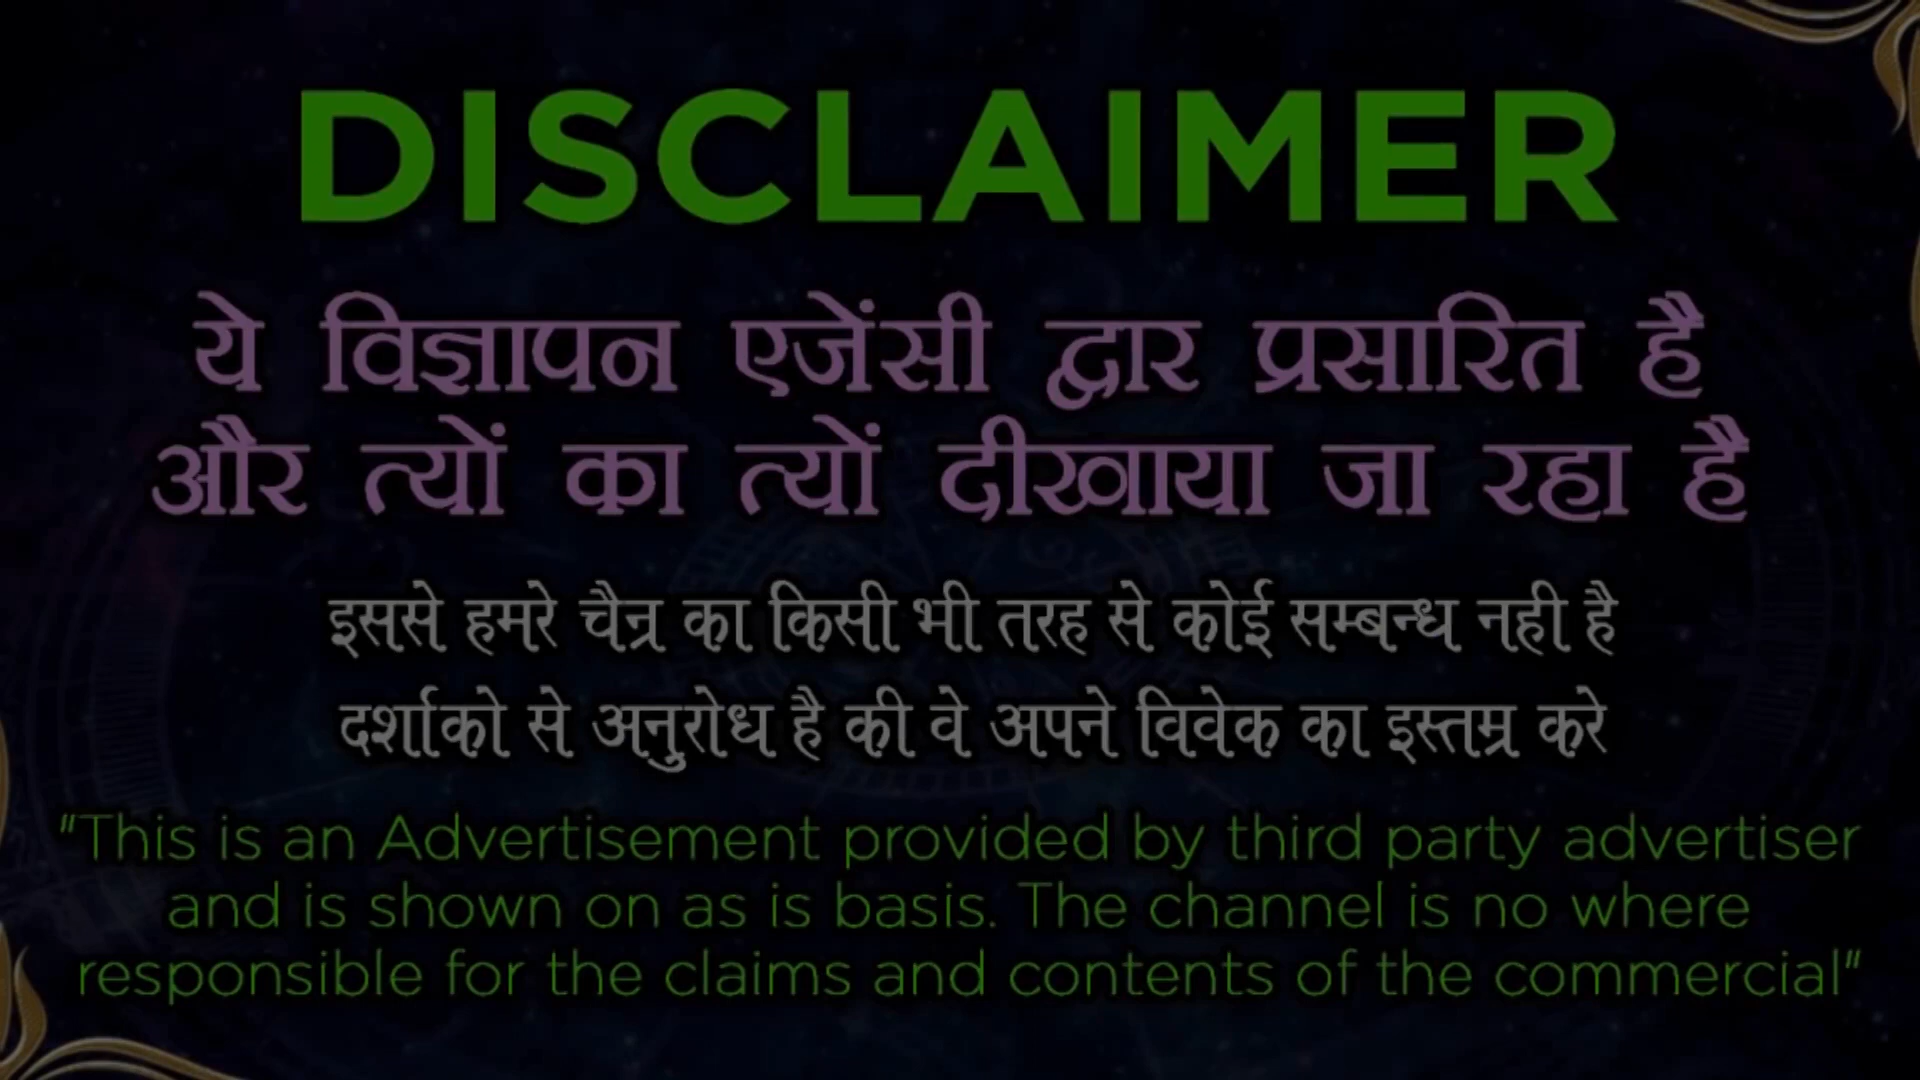 DISCLAIMER
ये विज्ञापन एजेंसी द्वार प्रसारित है
और त्यों का त्यों दीखाया जा रहा है
इससे हमरे चैन्र का किसी भी तरह से कोई सम्बन्ध नही है
दर्शाको से अनुरोध है की वे अपने विवेक का इस्तम्र करे
"This is an Advertisement provided by third party advertiser
and is shown on as is basis. The channel is no where
responsible for the claims and contents of the commercial"